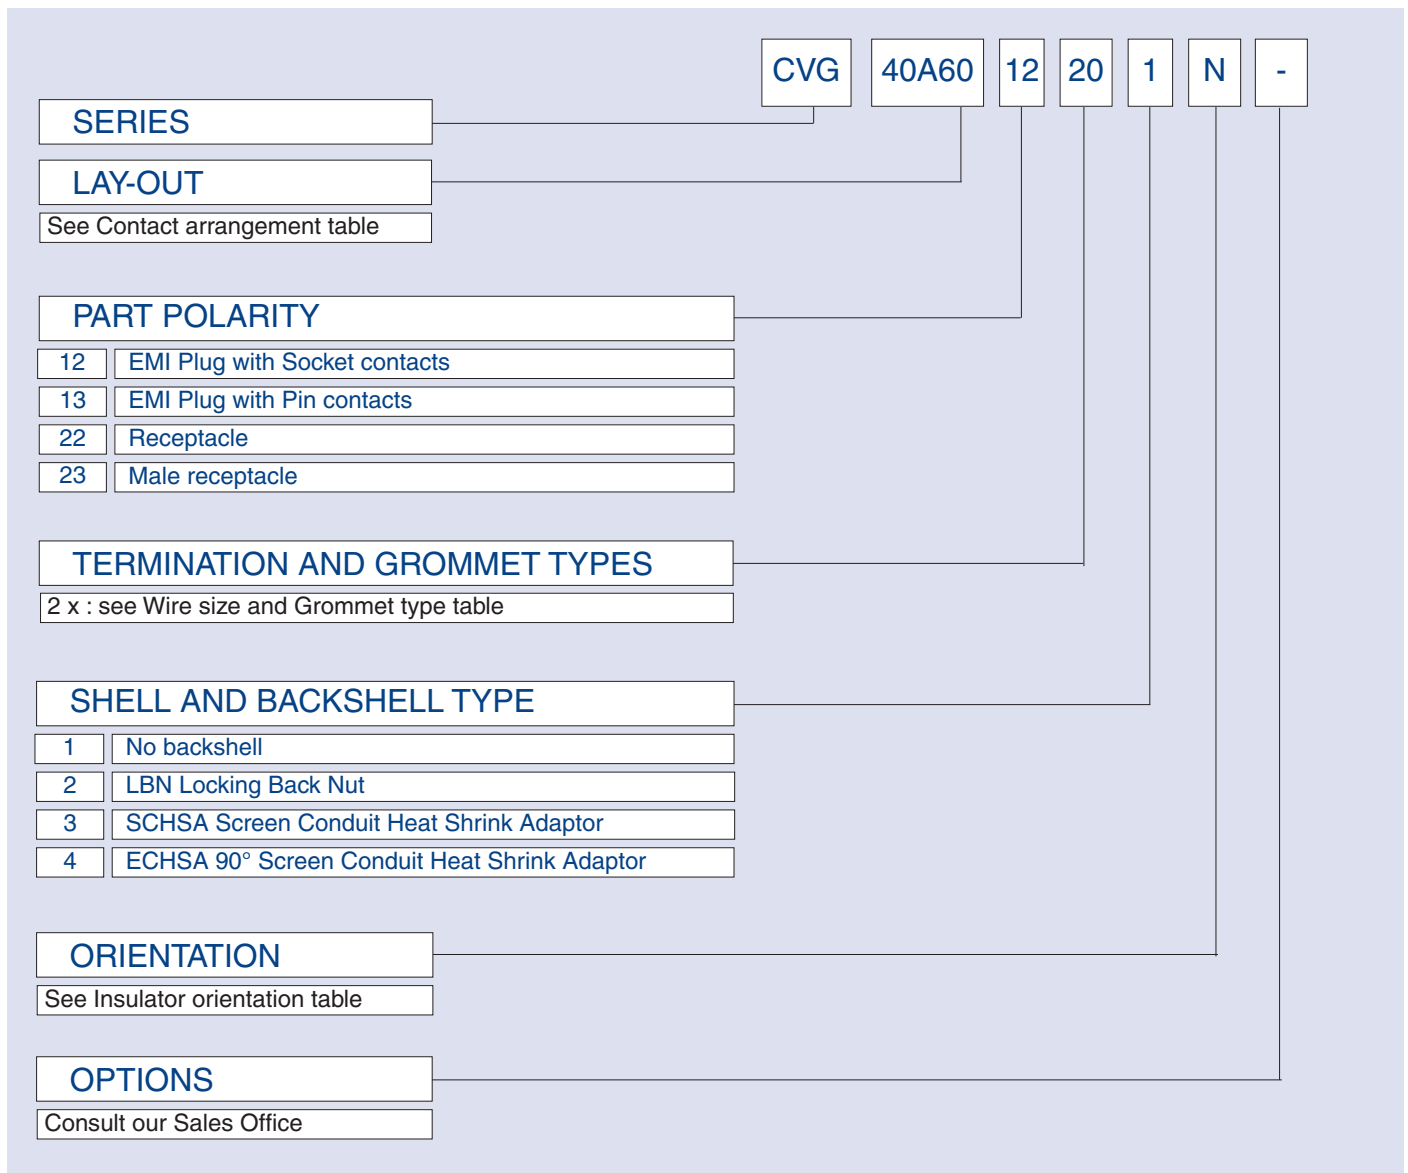 CVG 40A60 12 20 1 N -
SERIES
LAY-OUT
See Contact arrangement table
PART POLARITY
12 EMI Plug with Socket contacts
13 EMI Plug with Pin contacts
22 Receptacle
23 Male receptacle
TERMINATION AND GROMMET TYPES
2 x : see Wire size and Grommet type table
SHELL AND BACKSHELL TYPE
1 No backshell
2 LBN Locking Back Nut
3 SCHSA Screen Conduit Heat Shrink Adaptor
4 ECHSA 90° Screen Conduit Heat Shrink Adaptor
ORIENTATION
See Insulator orientation table
OPTIONS
Consult our Sales Office